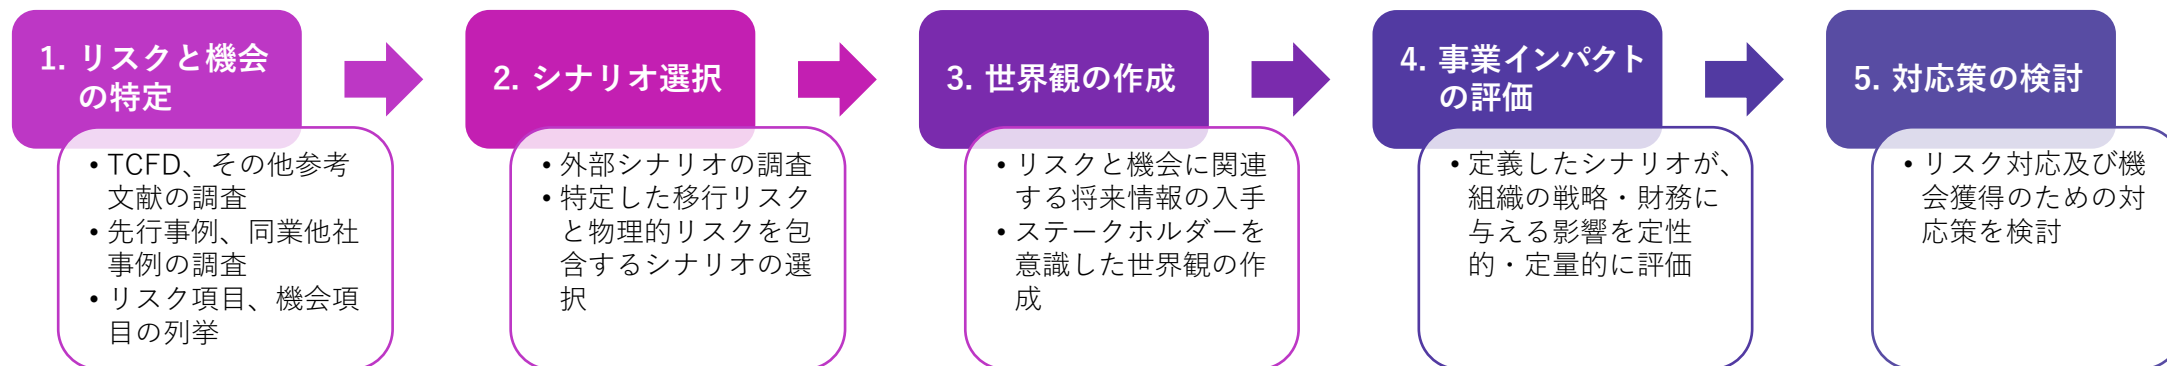 1. リスクと機会
の特定
• TCFD、その他参考
文献の調査
• 先行事例、同業他社
事例の調査
• リスク項目、機会項
目の列挙
2. シナリオ選択
• 外部シナリオの調査
• 特定した移行リスク
と物理的リスクを包
含するシナリオの選
択
3. 世界観の作成
• リスクと機会に関連
する将来情報の入手
• ステークホルダーを
意識した世界観の作
成
4. 事業インパクト
の評価
• 定義したシナリオが、
組織の戦略・財務に
与える影響を定性
的・定量的に評価
5. 対応策の検討
• リスク対応及び機
会獲得のための対
応策を検討